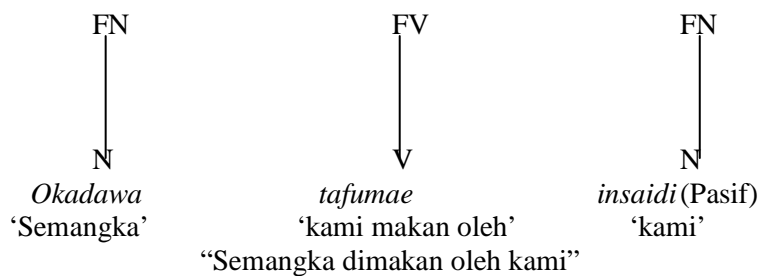 FN FV FN
N V N
Okadawa tafumae insaidi (Pasif)
‘Semangka’ ‘kami makan oleh’ ‘kami’
“Semangka dimakan oleh kami”